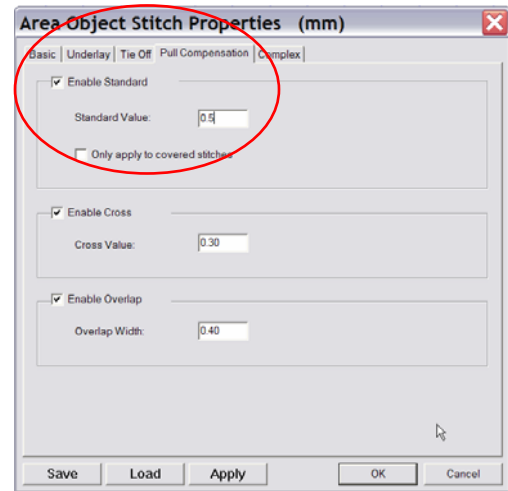 Area Object Stitch Properties (mm)
Basic Underlay Tie Off Pull Compensation Complex
Enable Standard
Standard Value: 0.5
Only apply to covered stitches
Enable Cross
Cross Value: 0.30
Enable Overlap
Overlap Width: 0.40
Save Load Apply OK Cancel